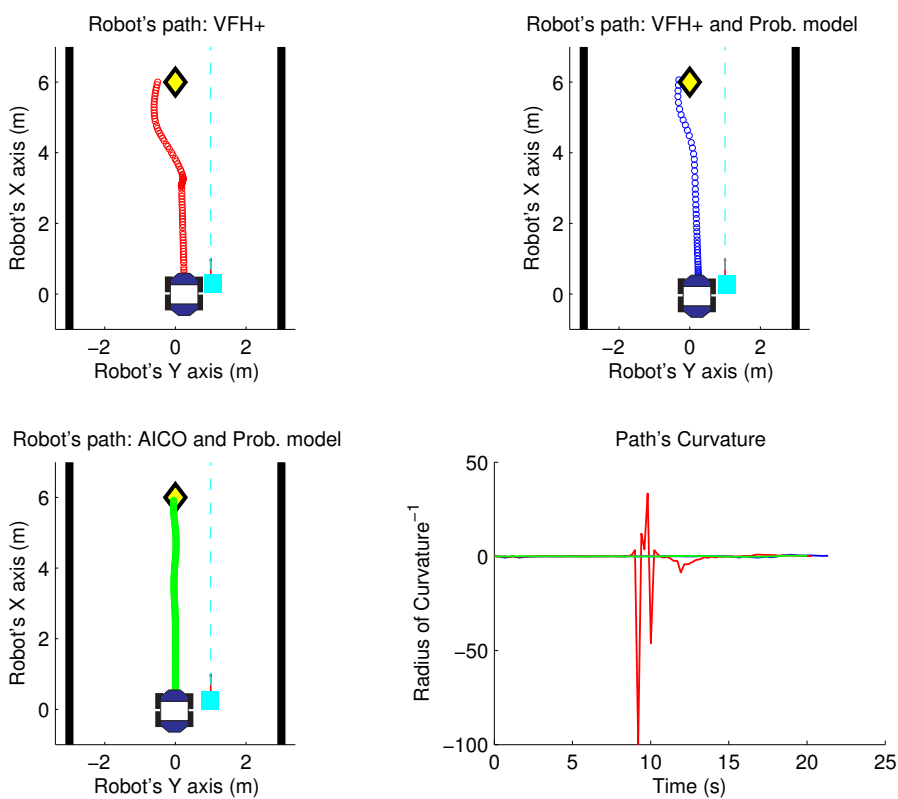 Robot's path: VFH+
Robot's X axis (m)
6
4
2
0
−2 0 2
Robot's Y axis (m)
Robot's path: VFH+ and Prob. model
Robot's X axis (m)
6
4
2
0
−2 0 2
Robot's Y axis (m)
Robot's path: AICO and Prob. model
Robot's X axis (m)
6
4
2
0
−2 0 2
Robot's Y axis (m)
Path's Curvature
Radius of Curvature⁻¹
50
0
−50
−100
0 5 10 15 20 25
Time (s)